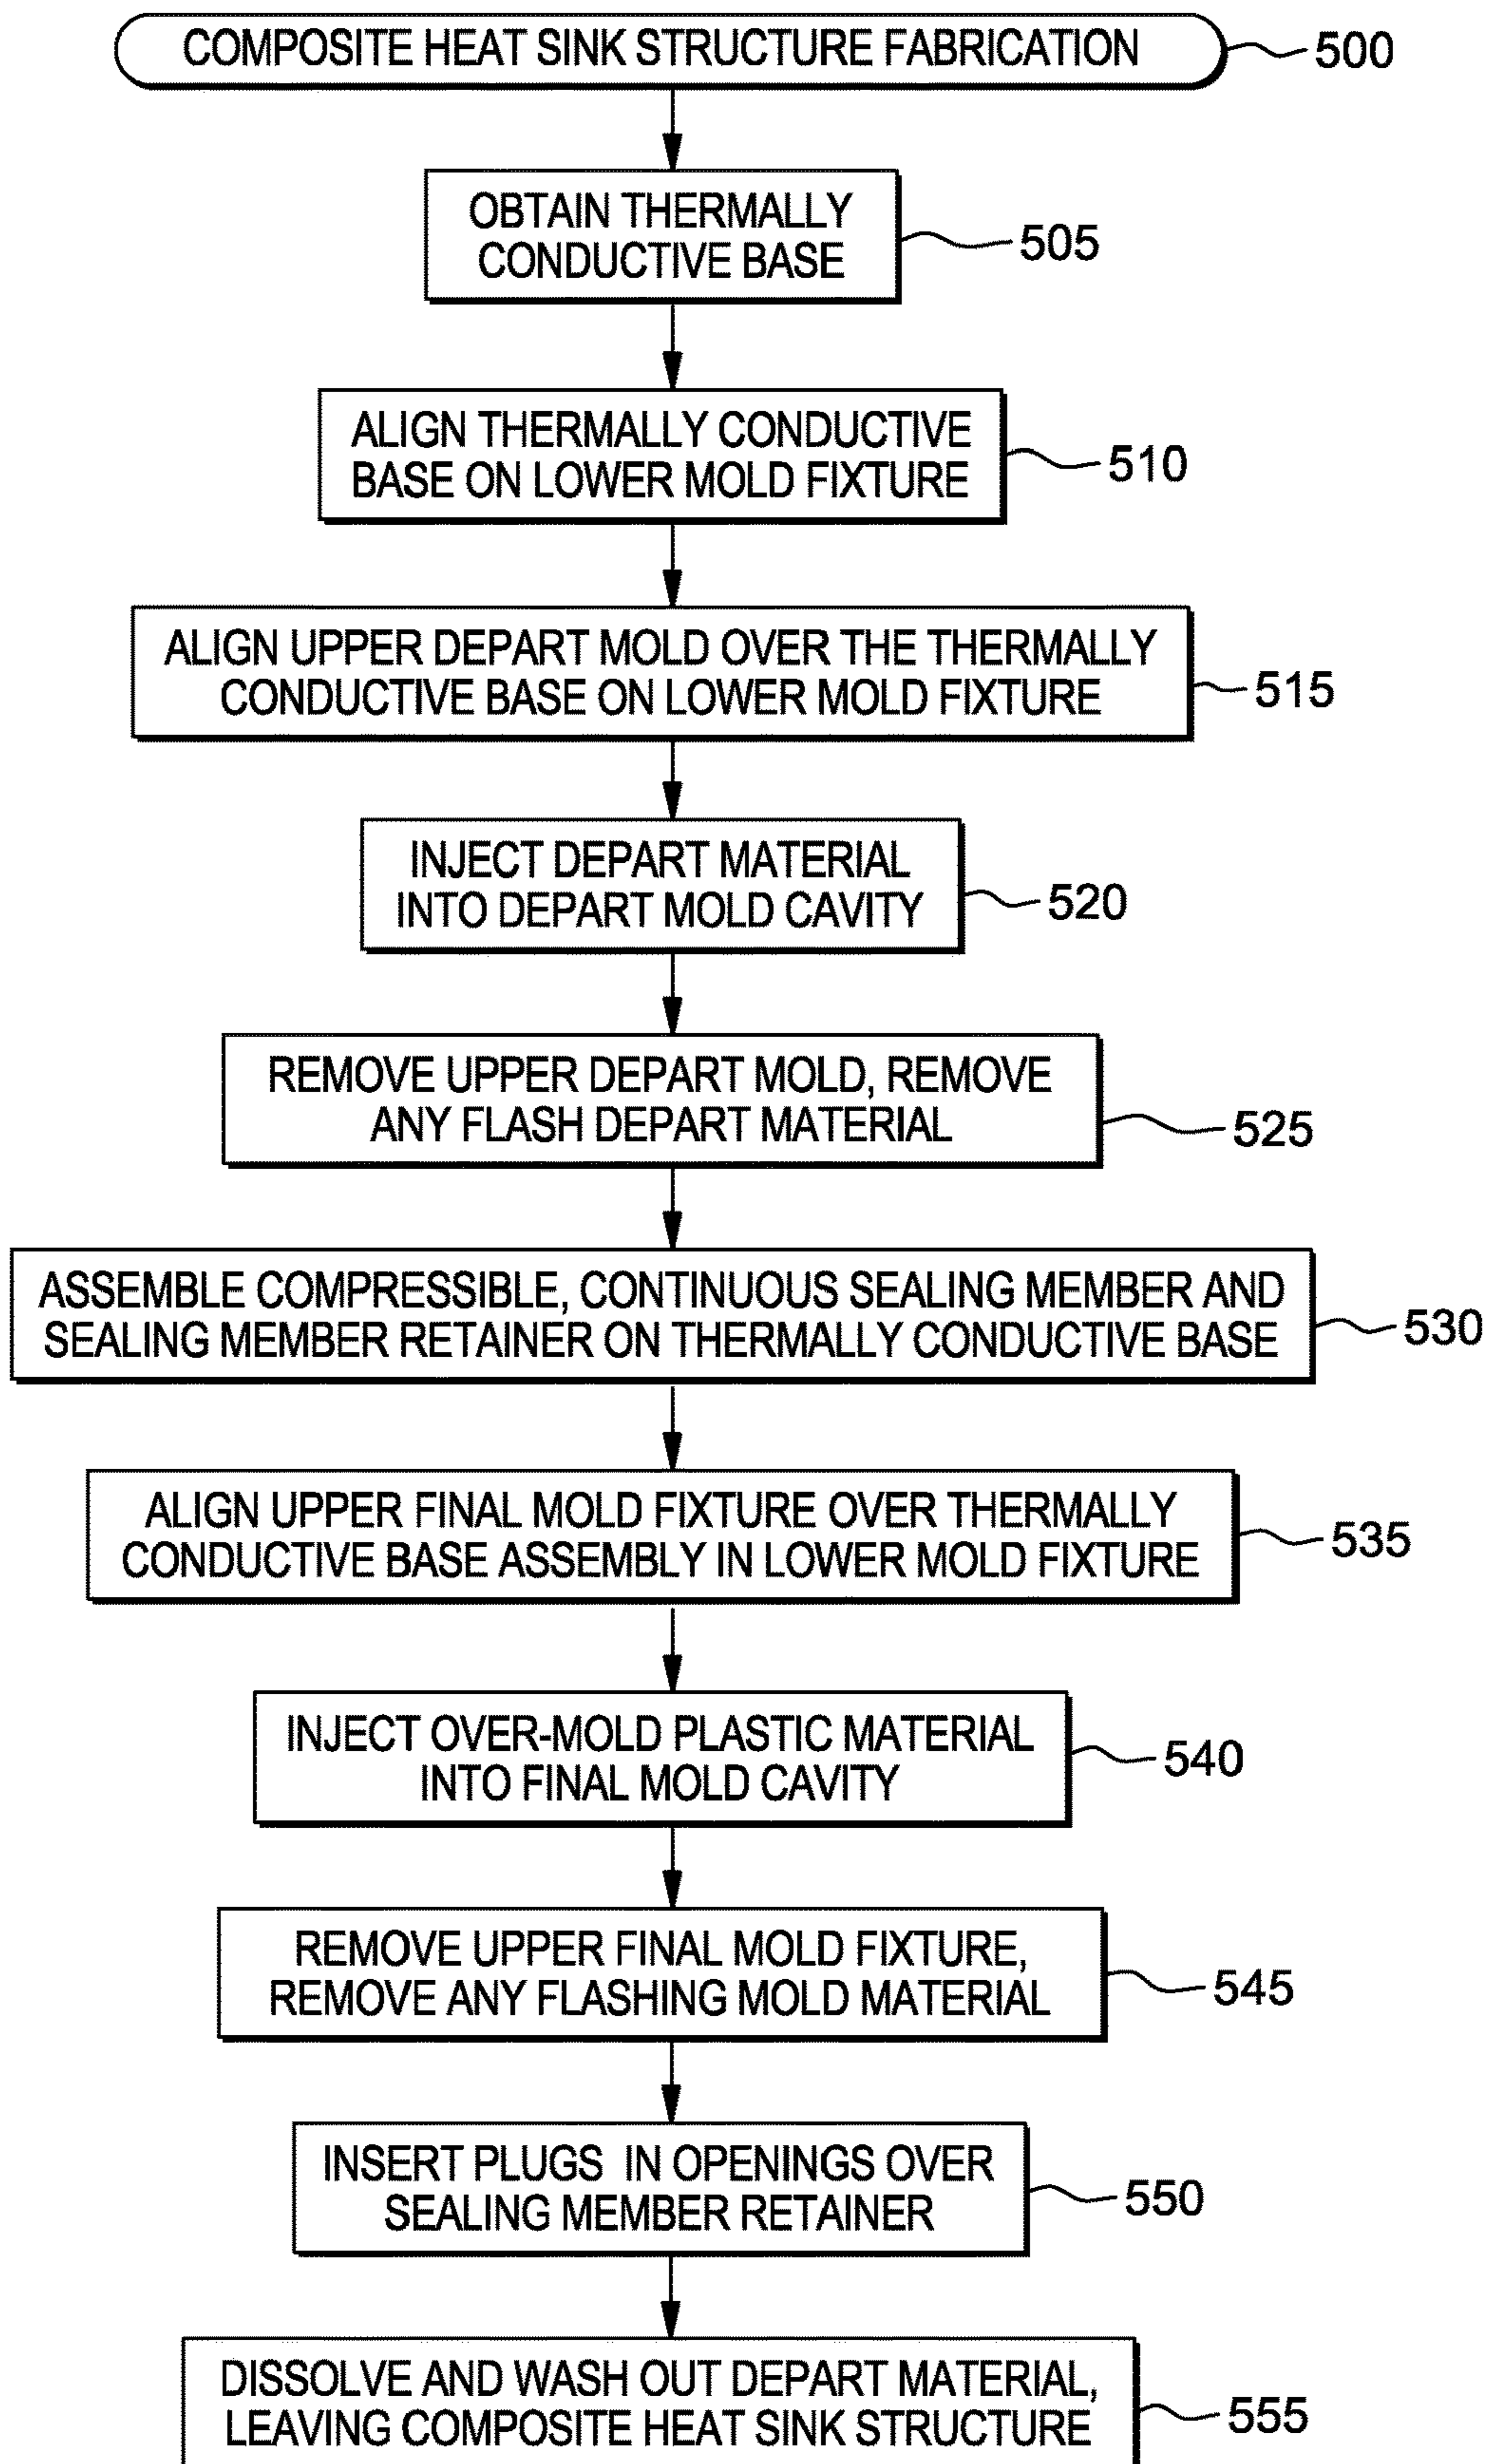 COMPOSITE HEAT SINK STRUCTURE FABRICATION
500
OBTAIN THERMALLY
CONDUCTIVE BASE
505
ALIGN THERMALLY CONDUCTIVE
BASE ON LOWER MOLD FIXTURE
510
ALIGN UPPER DEPART MOLD OVER THE THERMALLY
CONDUCTIVE BASE ON LOWER MOLD FIXTURE
515
INJECT DEPART MATERIAL
INTO DEPART MOLD CAVITY
520
REMOVE UPPER DEPART MOLD, REMOVE
ANY FLASH DEPART MATERIAL
525
ASSEMBLE COMPRESSIBLE, CONTINUOUS SEALING MEMBER AND
SEALING MEMBER RETAINER ON THERMALLY CONDUCTIVE BASE
530
ALIGN UPPER FINAL MOLD FIXTURE OVER THERMALLY
CONDUCTIVE BASE ASSEMBLY IN LOWER MOLD FIXTURE
535
INJECT OVER-MOLD PLASTIC MATERIAL
INTO FINAL MOLD CAVITY
540
REMOVE UPPER FINAL MOLD FIXTURE,
REMOVE ANY FLASHING MOLD MATERIAL
545
INSERT PLUGS IN OPENINGS OVER
SEALING MEMBER RETAINER
550
DISSOLVE AND WASH OUT DEPART MATERIAL,
LEAVING COMPOSITE HEAT SINK STRUCTURE
555